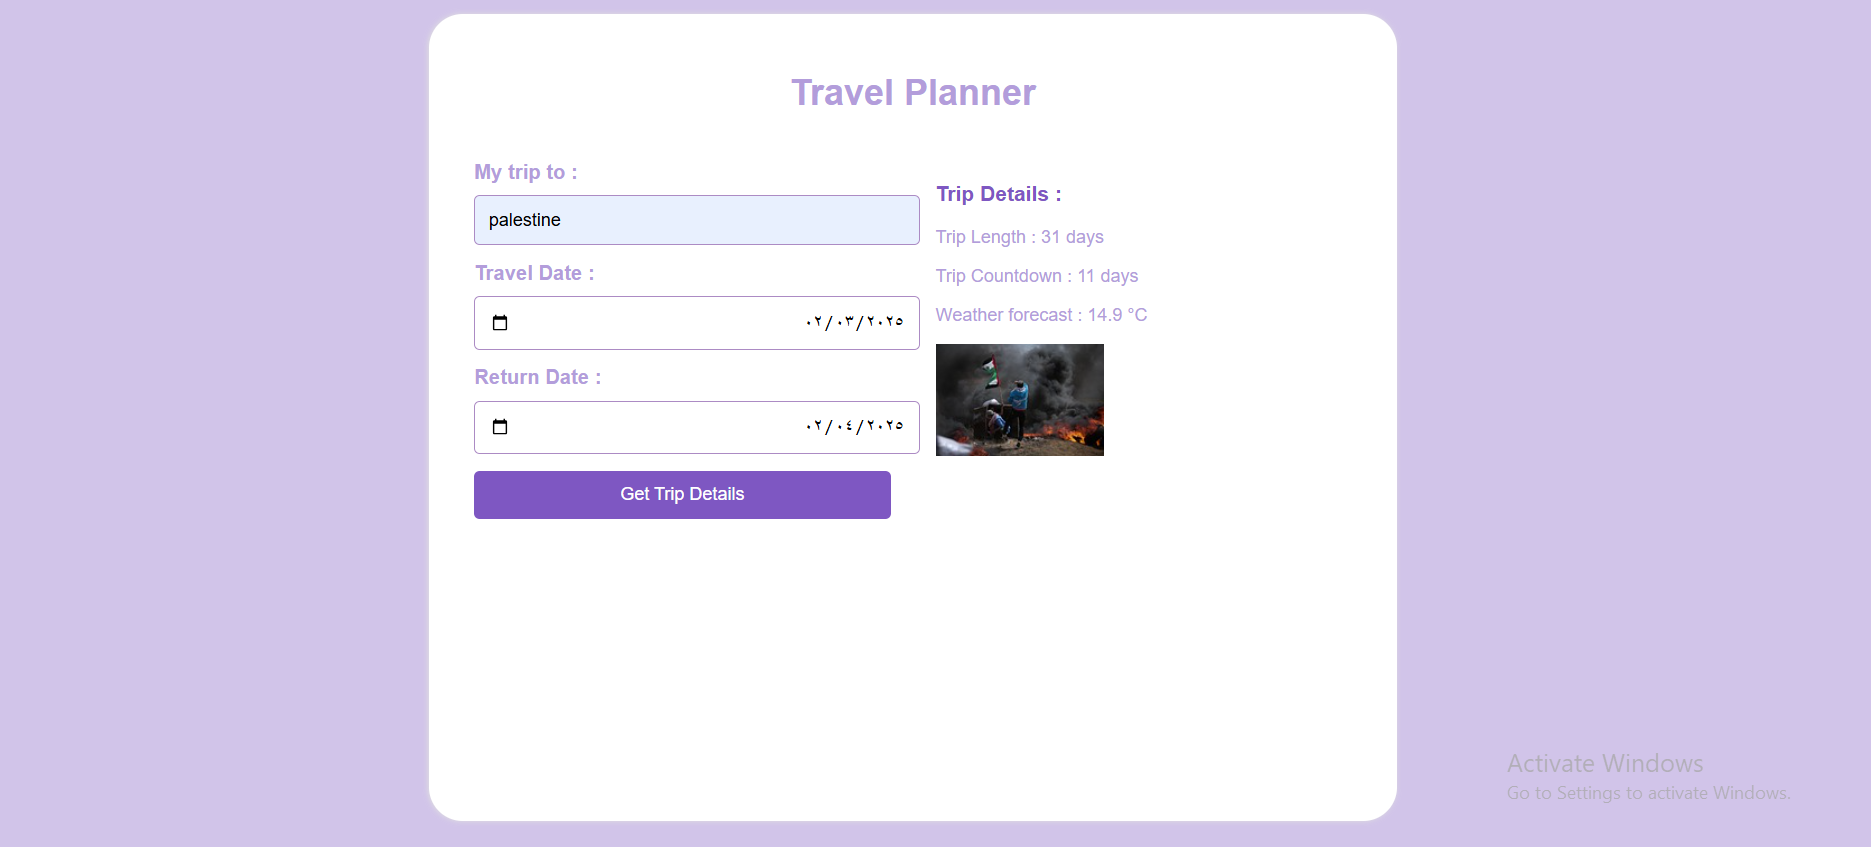 Travel Planner
My trip to :
palestine
Travel Date :
٠٢/٠٣/٢٠٢٥
Return Date :
٠٢/٠٤/٢٠٢٥
Get Trip Details
Trip Details :
Trip Length : 31 days
Trip Countdown : 11 days
Weather forecast : 14.9 °C
Activate Windows
Go to Settings to activate Windows.